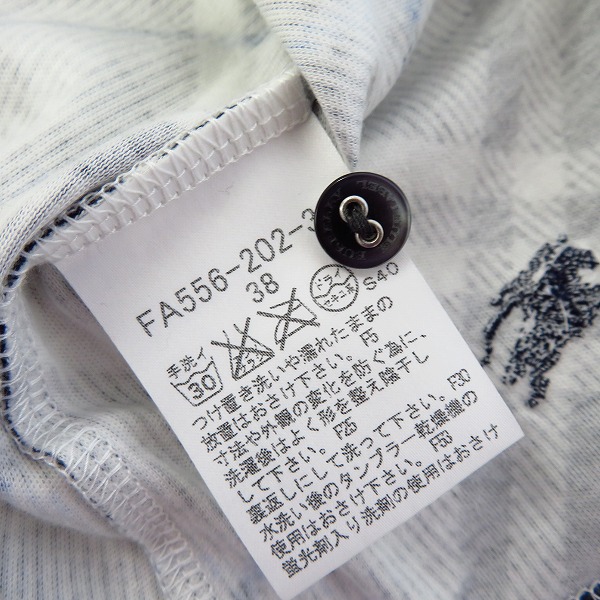 FA556-202-3
38
手洗イ
30
ドライ
セキユ系
S40
つけ置き洗いや濡れたままの
放置はおさけ下さい。F5
寸法や外観の変化を防ぐ為に、
洗濯後はよく形を整え陰干し
して下さい。F25
裏返しにして洗って下さい。F30
水洗い後のタンブラー乾燥機の
使用はおさけ下さい。F53
蛍光剤入り洗剤の使用はおさけ